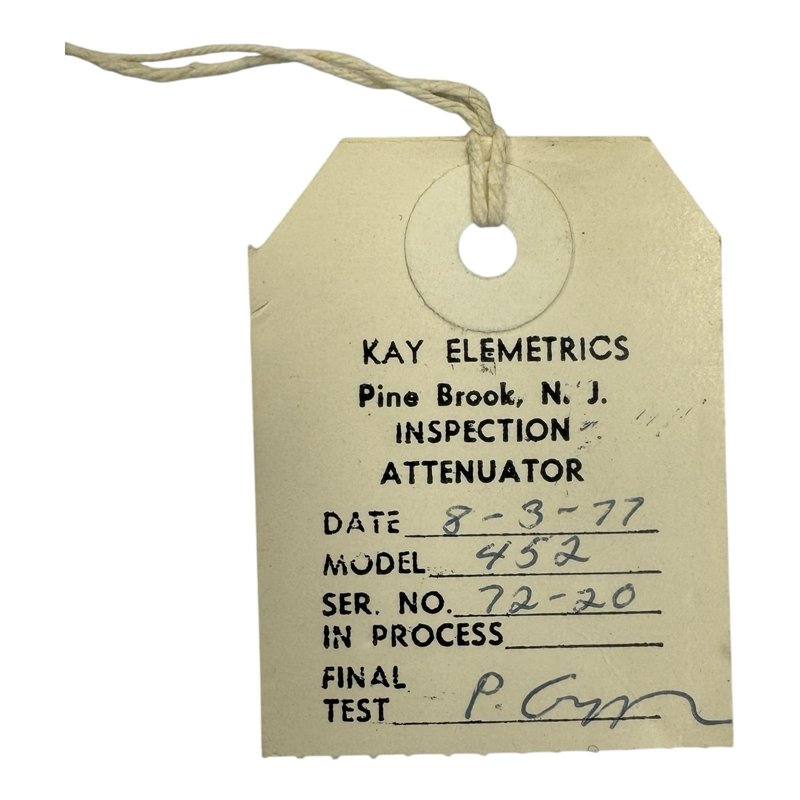 KAY ELEMETRICS
Pine Brook, N. J.
INSPECTION
ATTENUATOR
DATE 8-3-77
MODEL 452
SER. NO. 72-20
IN PROCESS
FINAL
TEST P.